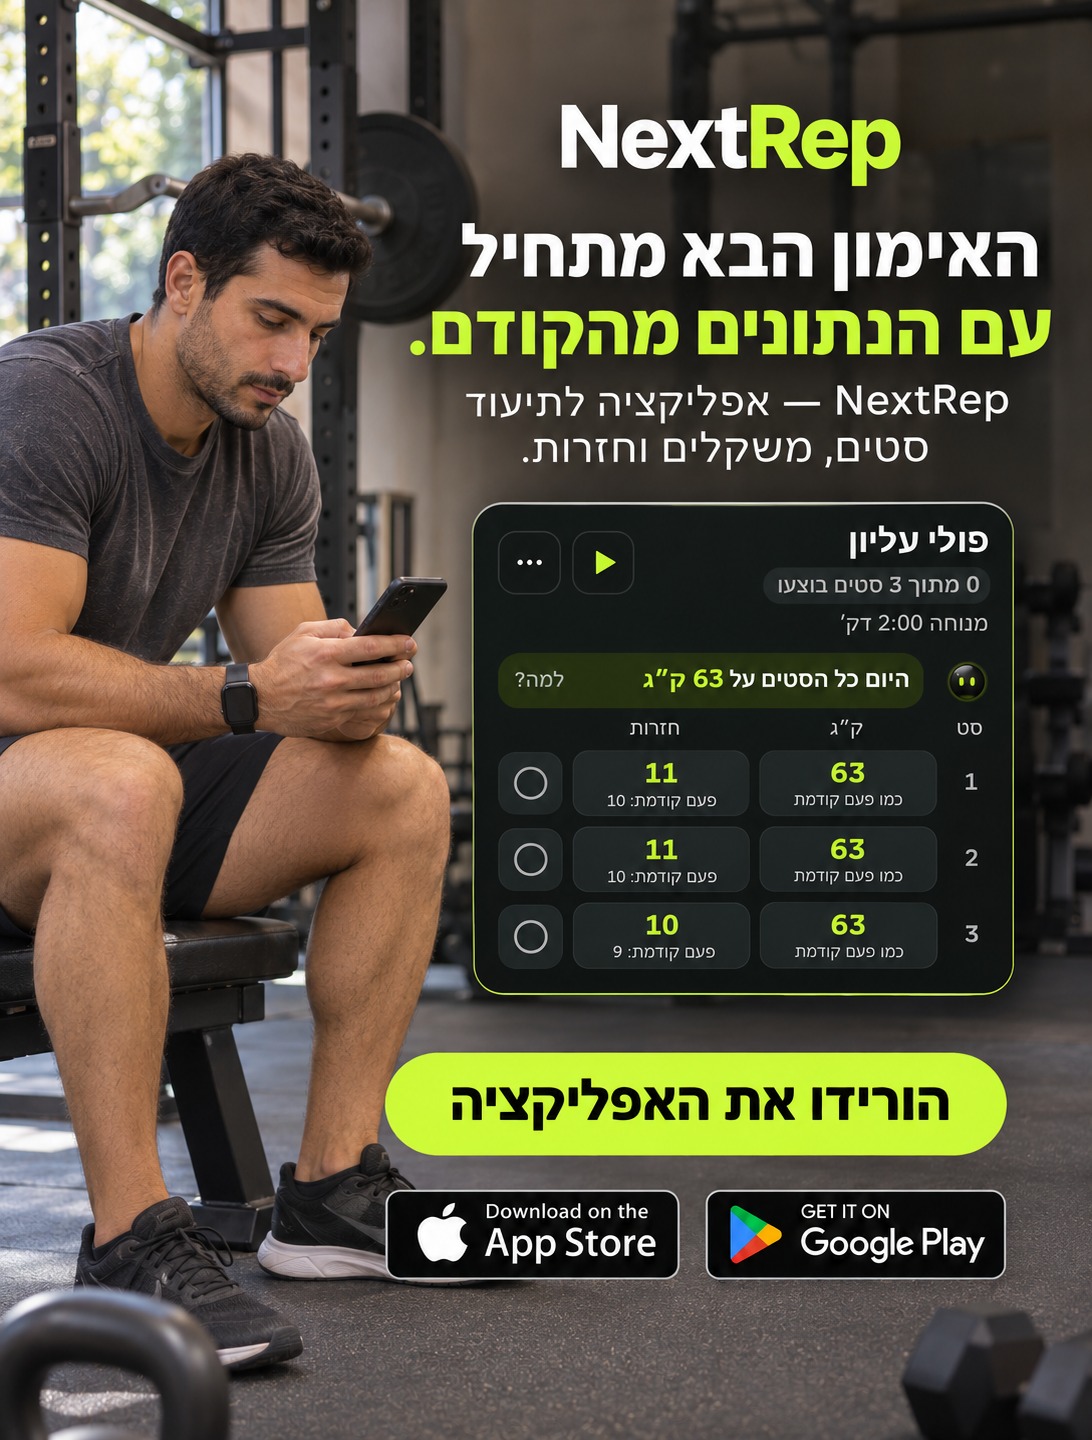 NextRep
האימון הבא מתחיל
עם הנתונים מהקודם.
NextRep — אפליקציה לתיעוד
סטים, משקלים וחזרות.
פולי עליון
0 מתוך 3 סטים בוצעו
מנוחה 2:00 דק׳
היום כל הסטים על 63 ק״ג למה?
סט ק״ג חזרות
1 63 11
כמו פעם קודמת פעם קודמת: 10
2 63 11
כמו פעם קודמת פעם קודמת: 10
3 63 10
כמו פעם קודמת פעם קודמת: 9
הורידו את האפליקציה
Download on the
App Store
GET IT ON
Google Play